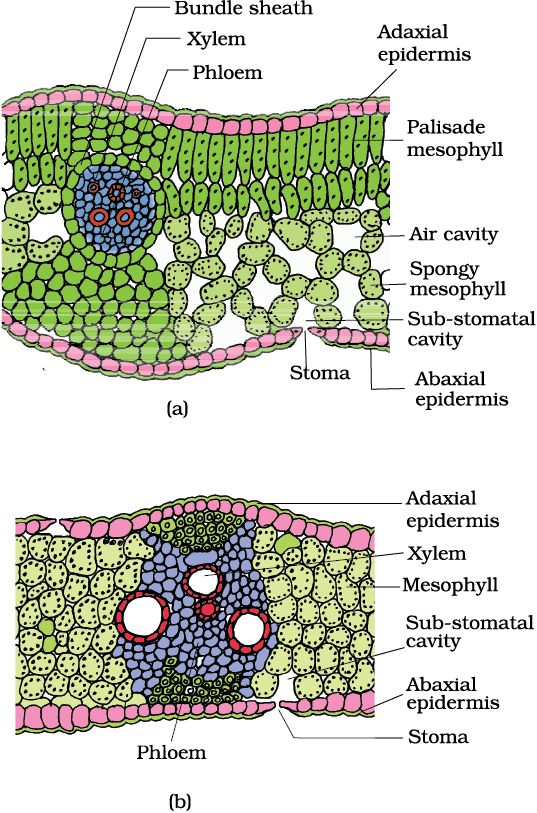 Bundle sheath
Xylem
Phloem
Adaxial
epidermis
Palisade
mesophyll
Air cavity
Spongy
mesophyll
Sub-stomatal
cavity
Stoma
Abaxial
epidermis
(a)
Adaxial
epidermis
Xylem
Mesophyll
Sub-stomatal
cavity
Abaxial
epidermis
Stoma
Phloem
(b)